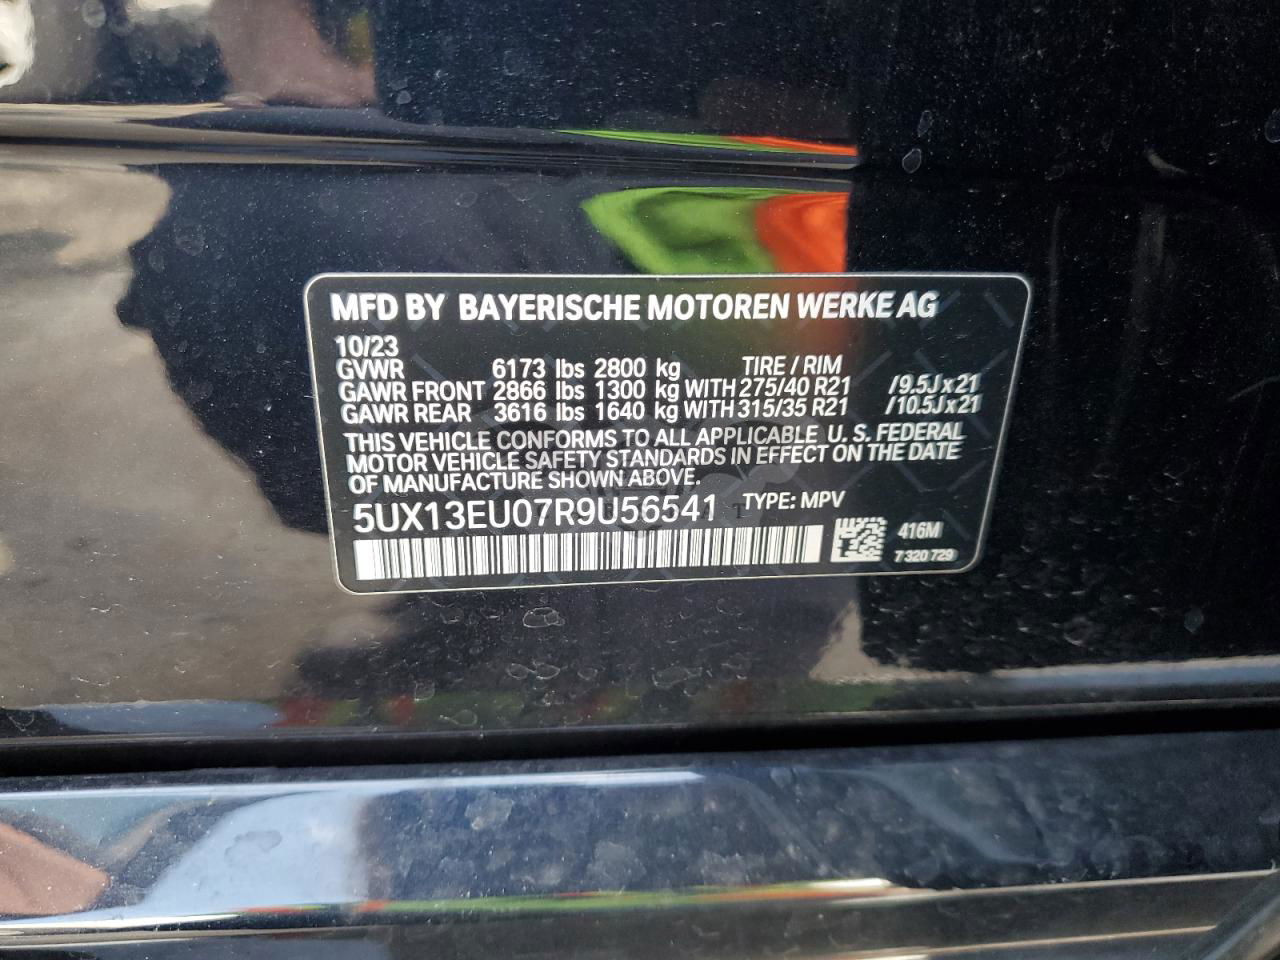 MFD BY BAYERISCHE MOTOREN WERKE AG
10/23
GVWR 6173 lbs 2800 kg TIRE / RIM
GAWR FRONT 2866 lbs 1300 kg WITH 275/40 R21 /9.5J x 21
GAWR REAR 3616 lbs 1640 kg WITH 315/35 R21 /10.5J x 21
THIS VEHICLE CONFORMS TO ALL APPLICABLE U. S. FEDERAL
MOTOR VEHICLE SAFETY STANDARDS IN EFFECT ON THE DATE
OF MANUFACTURE SHOWN ABOVE.
5UX13EU07R9U56541 TYPE: MPV
416M
7 320 729